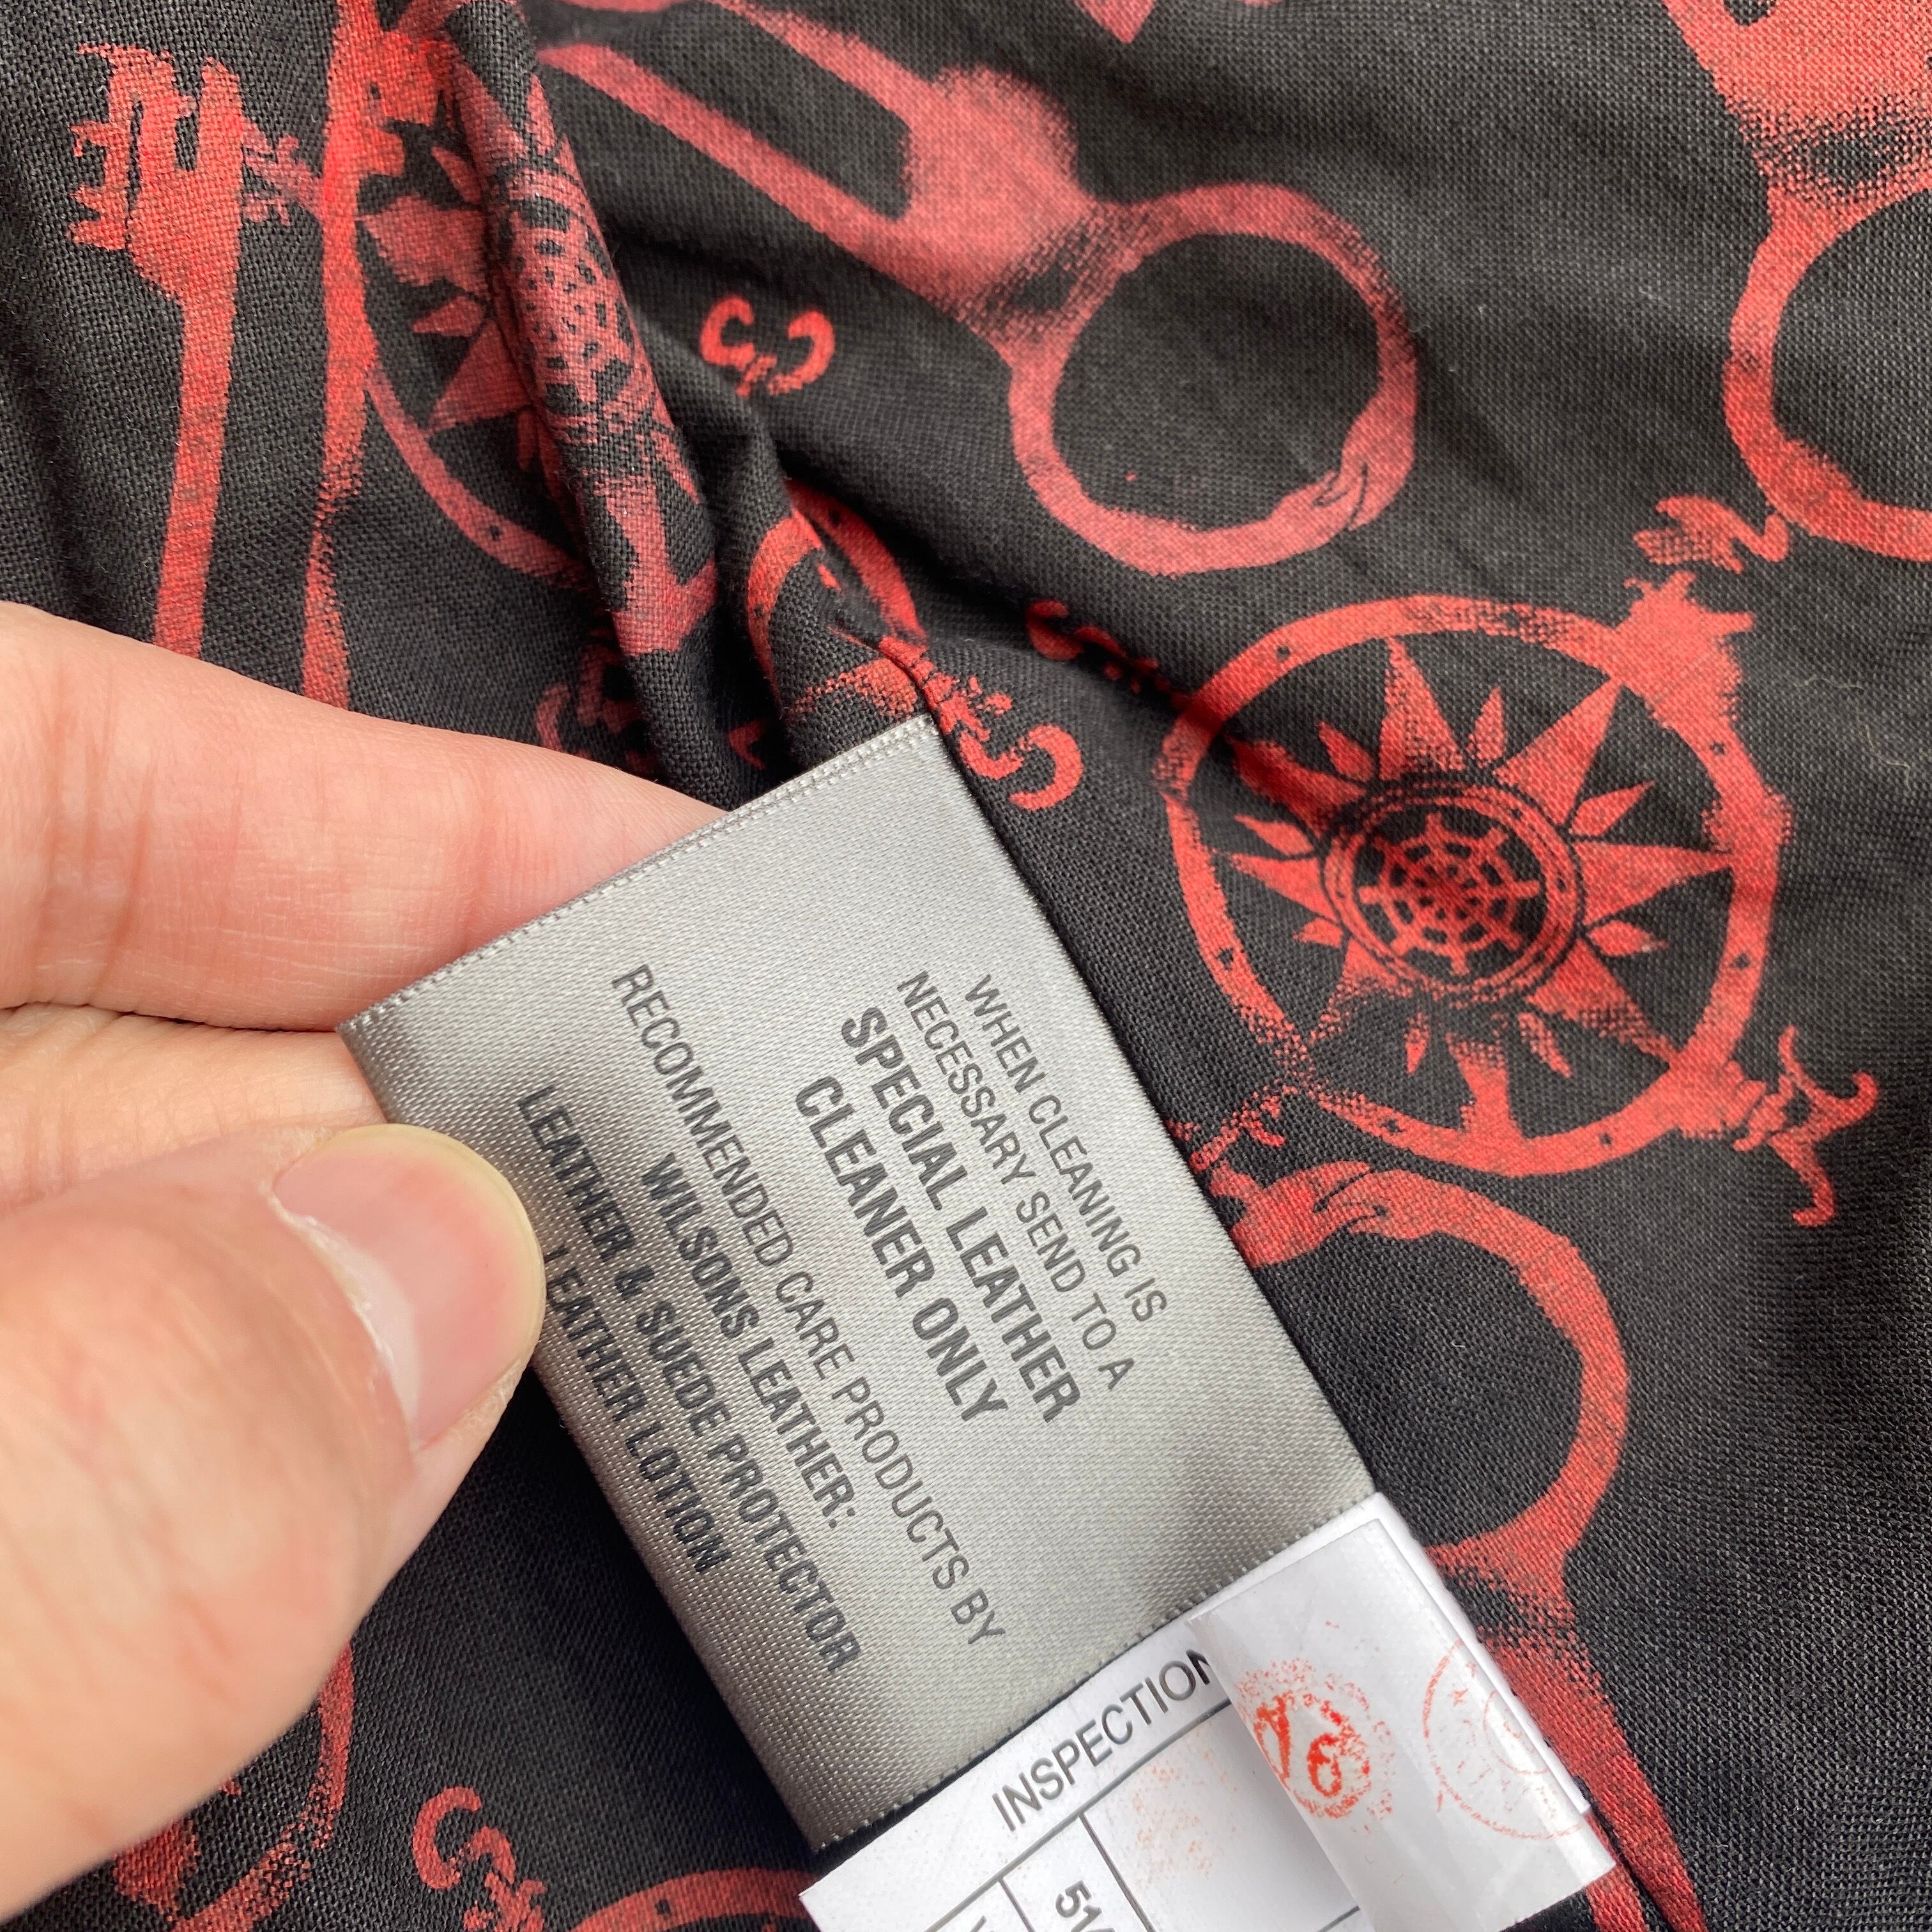 WHEN CLEANING IS
NECESSARY SEND TO A
SPECIAL LEATHER
CLEANER ONLY
RECOMMENDED CARE PRODUCTS BY
WILSONS LEATHER:
LEATHER & SUEDE PROTECTOR
LEATHER LOTION
INSPECTION